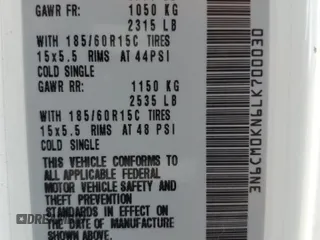 GAWR FR: 1050 KG
2315 LB
WITH 185/60R15C TIRES
15x5.5 RIMS AT 44PSI
COLD SINGLE
GAWR RR: 1150 KG
2535 LB
WITH 185/60R15C TIRES
15x5.5 RIMS AT 48 PSI
COLD SINGLE
THIS VEHICLE CONFORMS TO
ALL APPLICABLE FEDERAL
MOTOR VEHICLE SAFETY
AND THEFT PREVENTION
STANDARDS IN EFFECT ON
THE DATE OF MANUFACTURE
SHOWN ABOVE
3N6CM0KN6LK700030